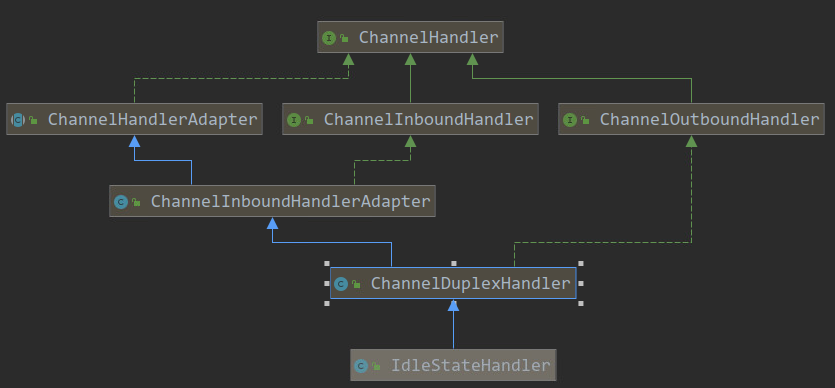 I ChannelHandler
C ChannelHandlerAdapter
I ChannelInboundHandler
I ChannelOutboundHandler
C ChannelInboundHandlerAdapter
C ChannelDuplexHandler
C IdleStateHandler